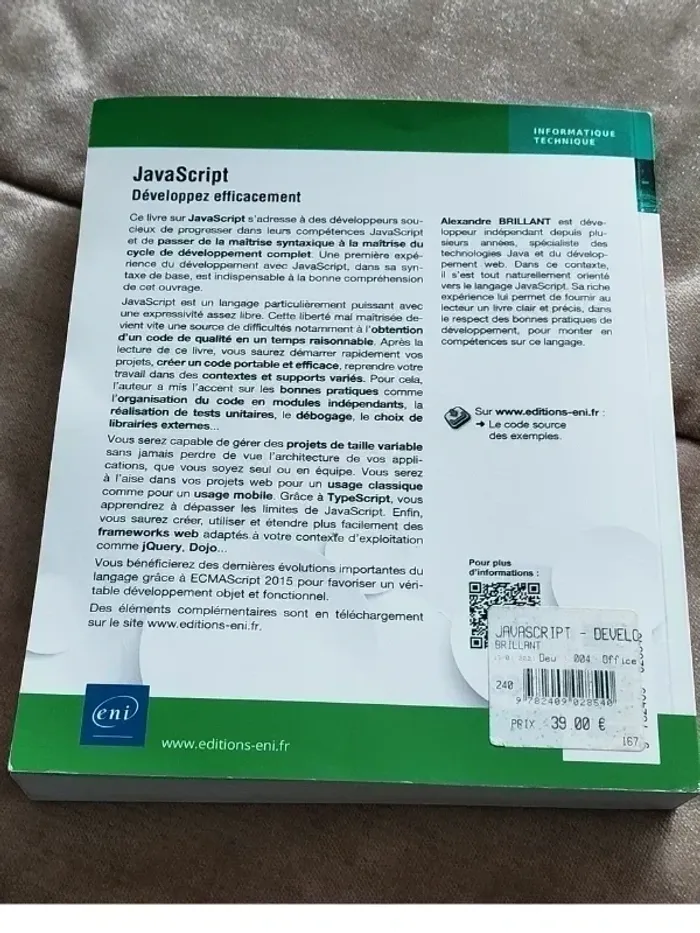 INFORMATIQUE
TECHNIQUE
JavaScript
Développez efficacement
Ce livre sur JavaScript s'adresse à des développeurs sou-
cieux de progresser dans leurs compétences JavaScript
et de passer de la maîtrise syntaxique à la maîtrise du
cycle de développement complet. Une première expé-
rience du développement avec JavaScript, dans sa syn-
taxe de base, est indispensable à la bonne compréhension
de cet ouvrage.
JavaScript est un langage particulièrement puissant avec
une expressivité assez libre. Cette liberté mal maîtrisée de-
vient vite une source de difficultés notamment à l'obtention
d'un code de qualité en un temps raisonnable. Après la
lecture de ce livre, vous saurez démarrer rapidement vos
projets, créer un code portable et efficace, reprendre votre
travail dans des contextes et supports variés. Pour cela,
l'auteur a mis l'accent sur les bonnes pratiques comme
l'organisation du code en modules indépendants, la
réalisation de tests unitaires, le débogage, le choix de
librairies externes...
Vous serez capable de gérer des projets de taille variable
sans jamais perdre de vue l'architecture de vos appli-
cations, que vous soyez seul ou en équipe. Vous serez
à l'aise dans vos projets web pour un usage classique
comme pour un usage mobile. Grâce à TypeScript, vous
apprendrez à dépasser les limites de JavaScript. Enfin,
vous saurez créer, utiliser et étendre plus facilement des
frameworks web adaptés à votre contexte d'exploitation
comme jQuery, Dojo...
Vous bénéficierez des dernières évolutions importantes du
langage grâce à ECMAScript 2015 pour favoriser un véri-
table développement objet et fonctionnel.
Des éléments complémentaires sont en téléchargement
sur le site www.editions-eni.fr.
Alexandre BRILLANT est déve-
loppeur indépendant depuis plu-
sieurs années, spécialiste des
technologies Java et du dévelop-
pement web. Dans ce contexte,
il s'est tout naturellement orienté
vers le langage JavaScript. Sa riche
expérience lui permet de fournir au
lecteur un livre clair et précis, dans
le respect des bonnes pratiques de
développement, pour monter en
compétences sur ce langage.
Sur www.editions-eni.fr :
➔ Le code source
des exemples.
Pour plus
d'informations :
JAVASCRIPT - DEVELO
BRILLANT
Deu 004 Office
240
9 782409 028540
PRIX 39.00 €
167
eni
www.editions-eni.fr